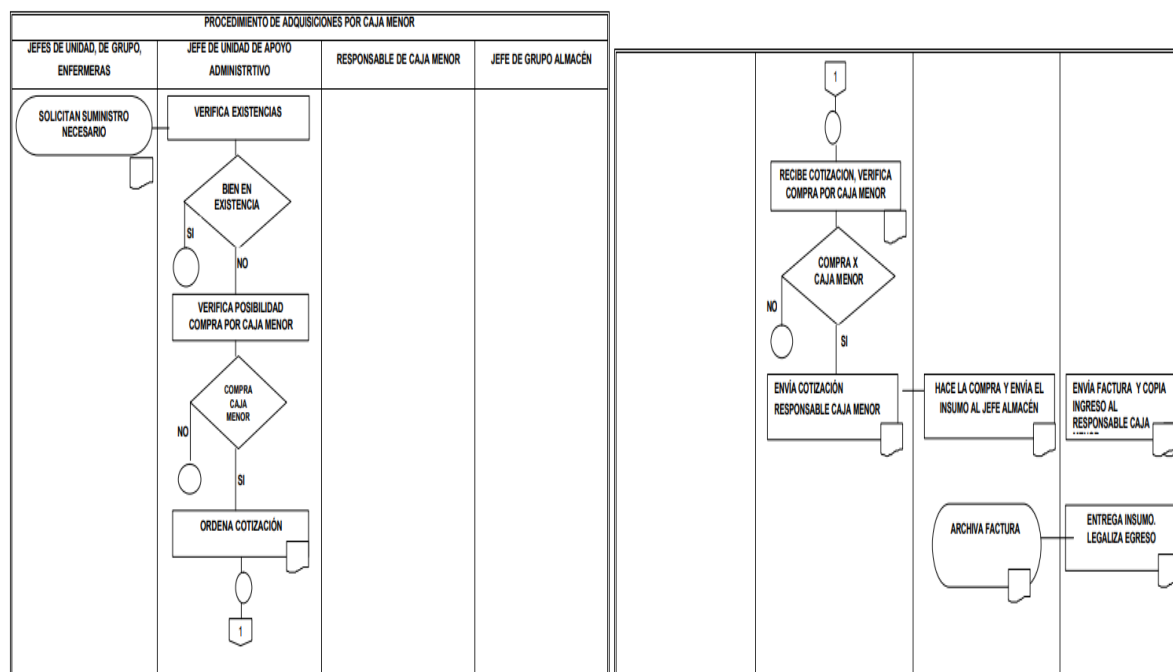 PROCEDIMIENTO DE ADQUISICIONES POR CAJA MENOR
JEFES DE UNIDAD, DE GRUPO,
ENFERMERAS
JEFE DE UNIDAD DE APOYO
ADMINISTRTIVO
RESPONSABLE DE CAJA MENOR
JEFE DE GRUPO ALMACÉN
SOLICITAN SUMINISTRO
NECESARIO
VERIFICA EXISTENCIAS
BIEN EN
EXISTENCIA
SI
NO
VERIFICA POSIBILIDAD
COMPRA POR CAJA MENOR
COMPRA
CAJA
MENOR
NO
SI
ORDENA COTIZACIÓN
1
1
RECIBE COTIZACION, VERIFICA
COMPRA POR CAJA MENOR
COMPRA X
CAJA MENOR
NO
SI
ENVÍA COTIZACIÓN
RESPONSABLE CAJA MENOR
HACE LA COMPRA Y ENVÍA EL
INSUMO AL JEFE ALMACÉN
ENVÍA FACTURA Y COPIA
INGRESO AL
RESPONSABLE CAJA
ARCHIVA FACTURA
ENTREGA INSUMO.
LEGALIZA EGRESO